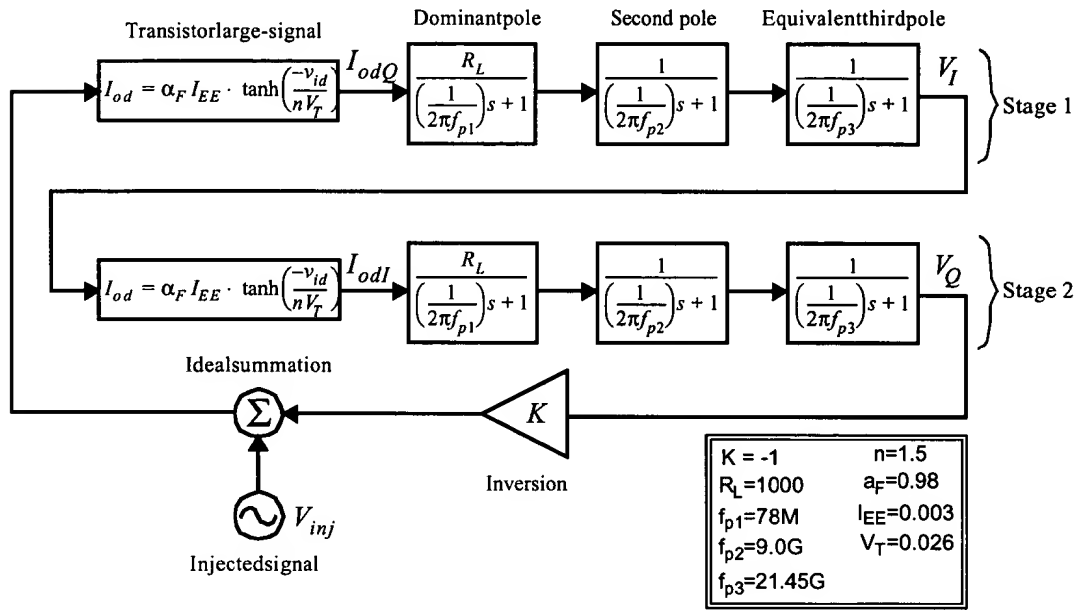 Transistorlarge-signal
Dominantpole
Second pole
Equivalentthirdpole
I_od = α_F I_EE · tanh(-v_id / nV_T)
I_odQ
R_L / ((1 / 2πf_p1)s + 1)
1 / ((1 / 2πf_p2)s + 1)
1 / ((1 / 2πf_p3)s + 1)
V_I
Stage 1
I_od = α_F I_EE · tanh(-v_id / nV_T)
I_odI
R_L / ((1 / 2πf_p1)s + 1)
1 / ((1 / 2πf_p2)s + 1)
1 / ((1 / 2πf_p3)s + 1)
V_Q
Stage 2
Idealsummation
Σ
K
Inversion
V_inj
Injectedsignal
K = -1
n=1.5
R_L=1000
a_F=0.98
f_p1=78M
I_EE=0.003
f_p2=9.0G
V_T=0.026
f_p3=21.45G